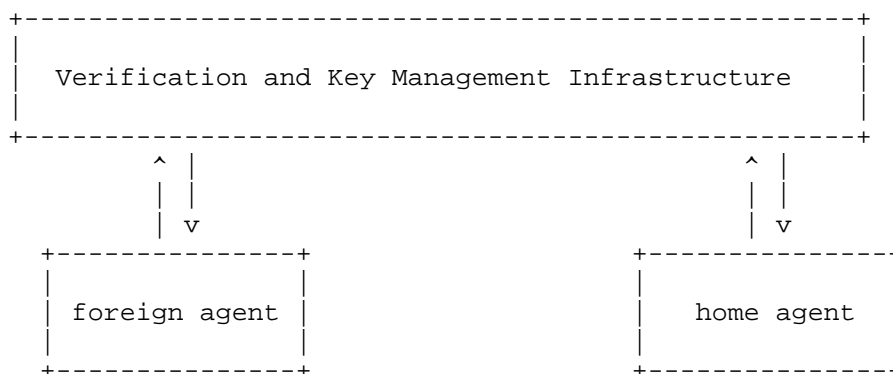 Verification and Key Management Infrastructure
foreign agent
home agent